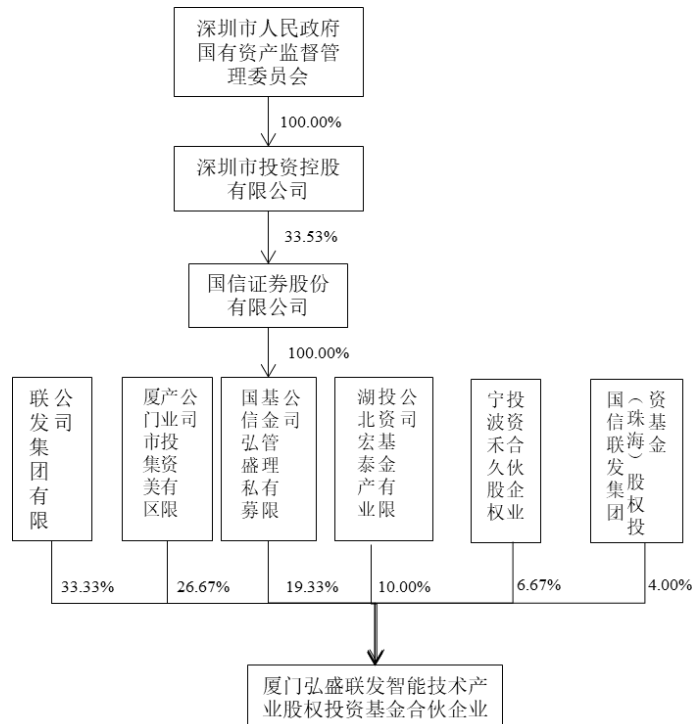 深圳市人民政府
国有资产监督管
理委员会
100.00%
深圳市投资控股
有限公司
33.53%
国信证券股份
有限公司
100.00%
联发集团有限
公司
厦门市集美区
产业投资有限
公司
国信弘盛私募
基金管理有限
公司
湖北宏泰产业
投资基金有限
公司
宁波禾久股权
投资合伙企业
国信联发集团
（珠海）股权投
资基金
33.33%
26.67%
19.33%
10.00%
6.67%
4.00%
厦门弘盛联发智能技术产
业股权投资基金合伙企业